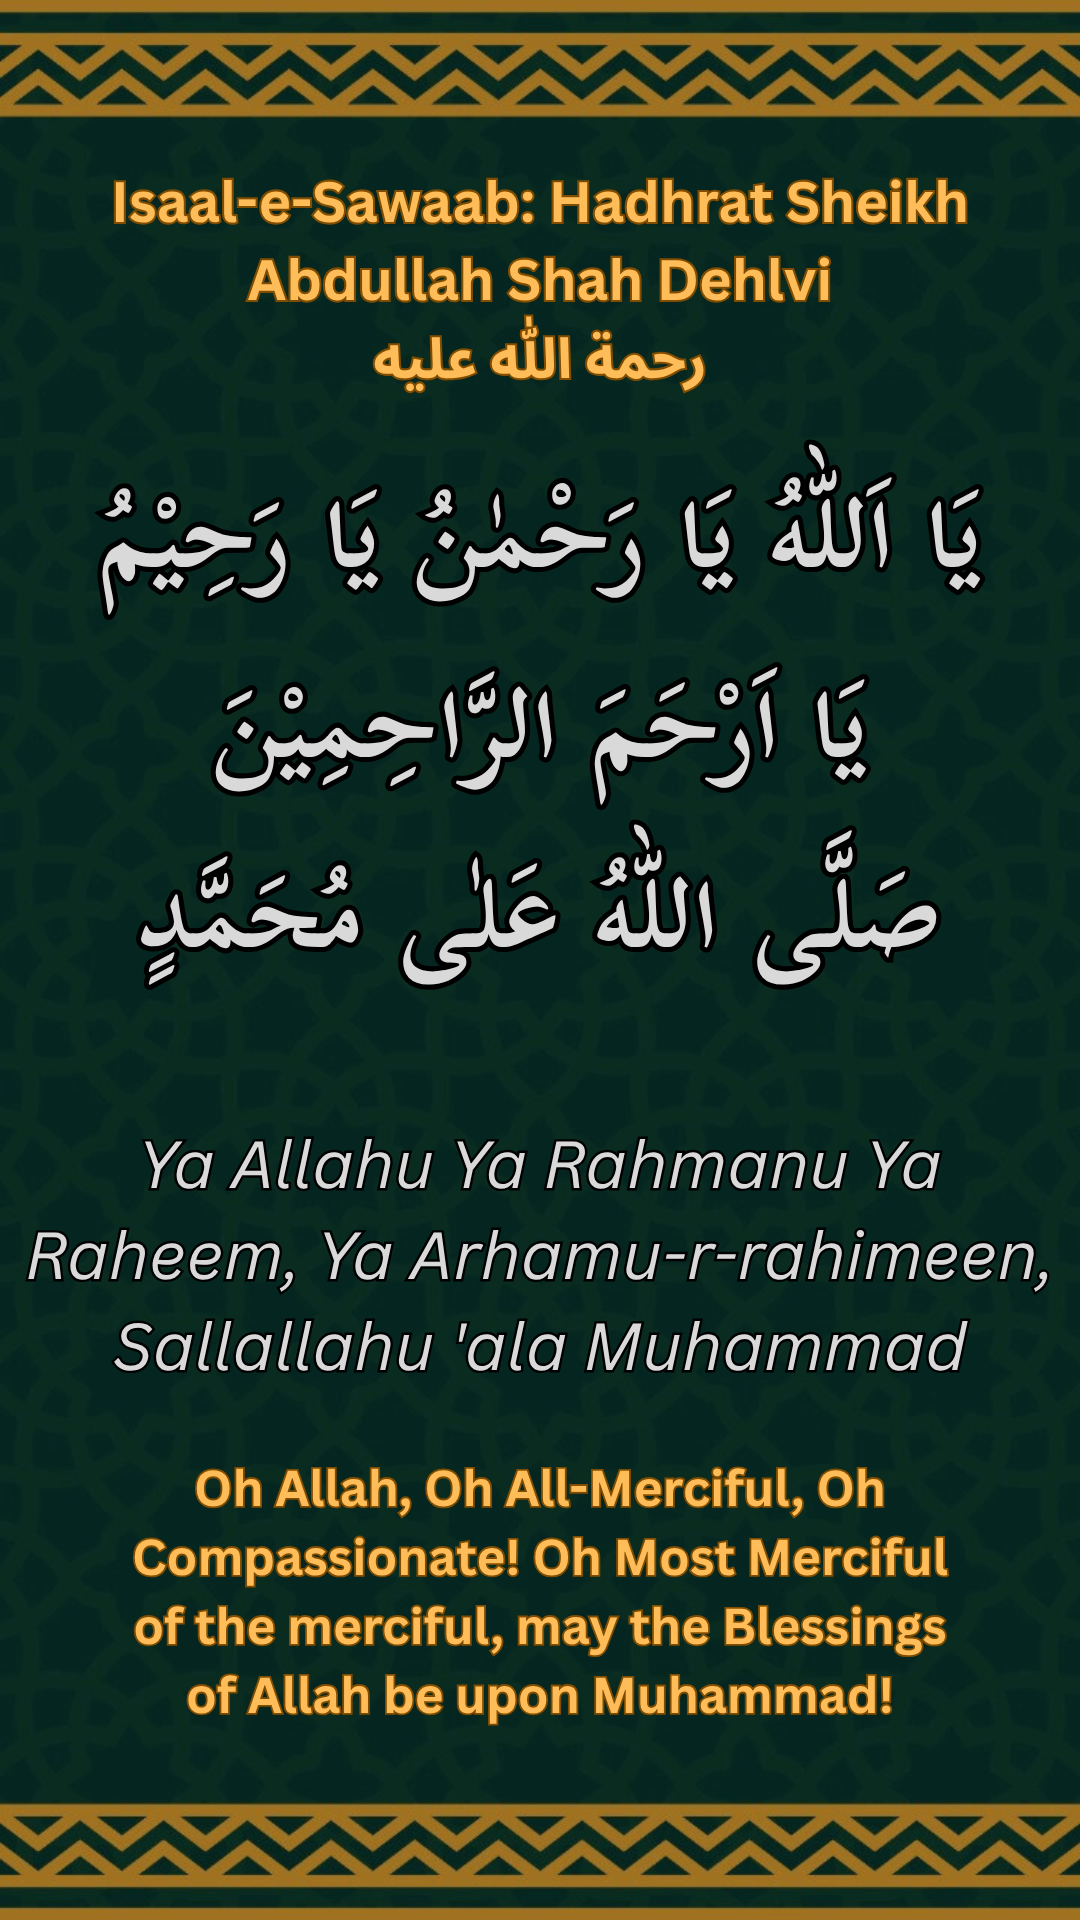 Isaal-e-Sawaab: Hadhrat Sheikh
Abdullah Shah Dehlvi
رحمة الله عليه
يَا اَللّٰهُ يَا رَحْمٰنُ يَا رَحِيْمُ
يَا اَرْحَمَ الرَّاحِمِيْنَ
صَلَّى اللّٰهُ عَلٰى مُحَمَّدٍ
Ya Allahu Ya Rahmanu Ya
Raheem, Ya Arhamu-r-rahimeen,
Sallallahu 'ala Muhammad
Oh Allah, Oh All-Merciful, Oh
Compassionate! Oh Most Merciful
of the merciful, may the Blessings
of Allah be upon Muhammad!